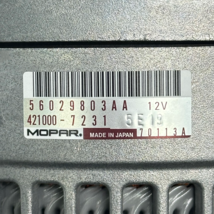 56029803AA 12V
421000-7231 5E19
MOPAR. MADE IN JAPAN 70113A